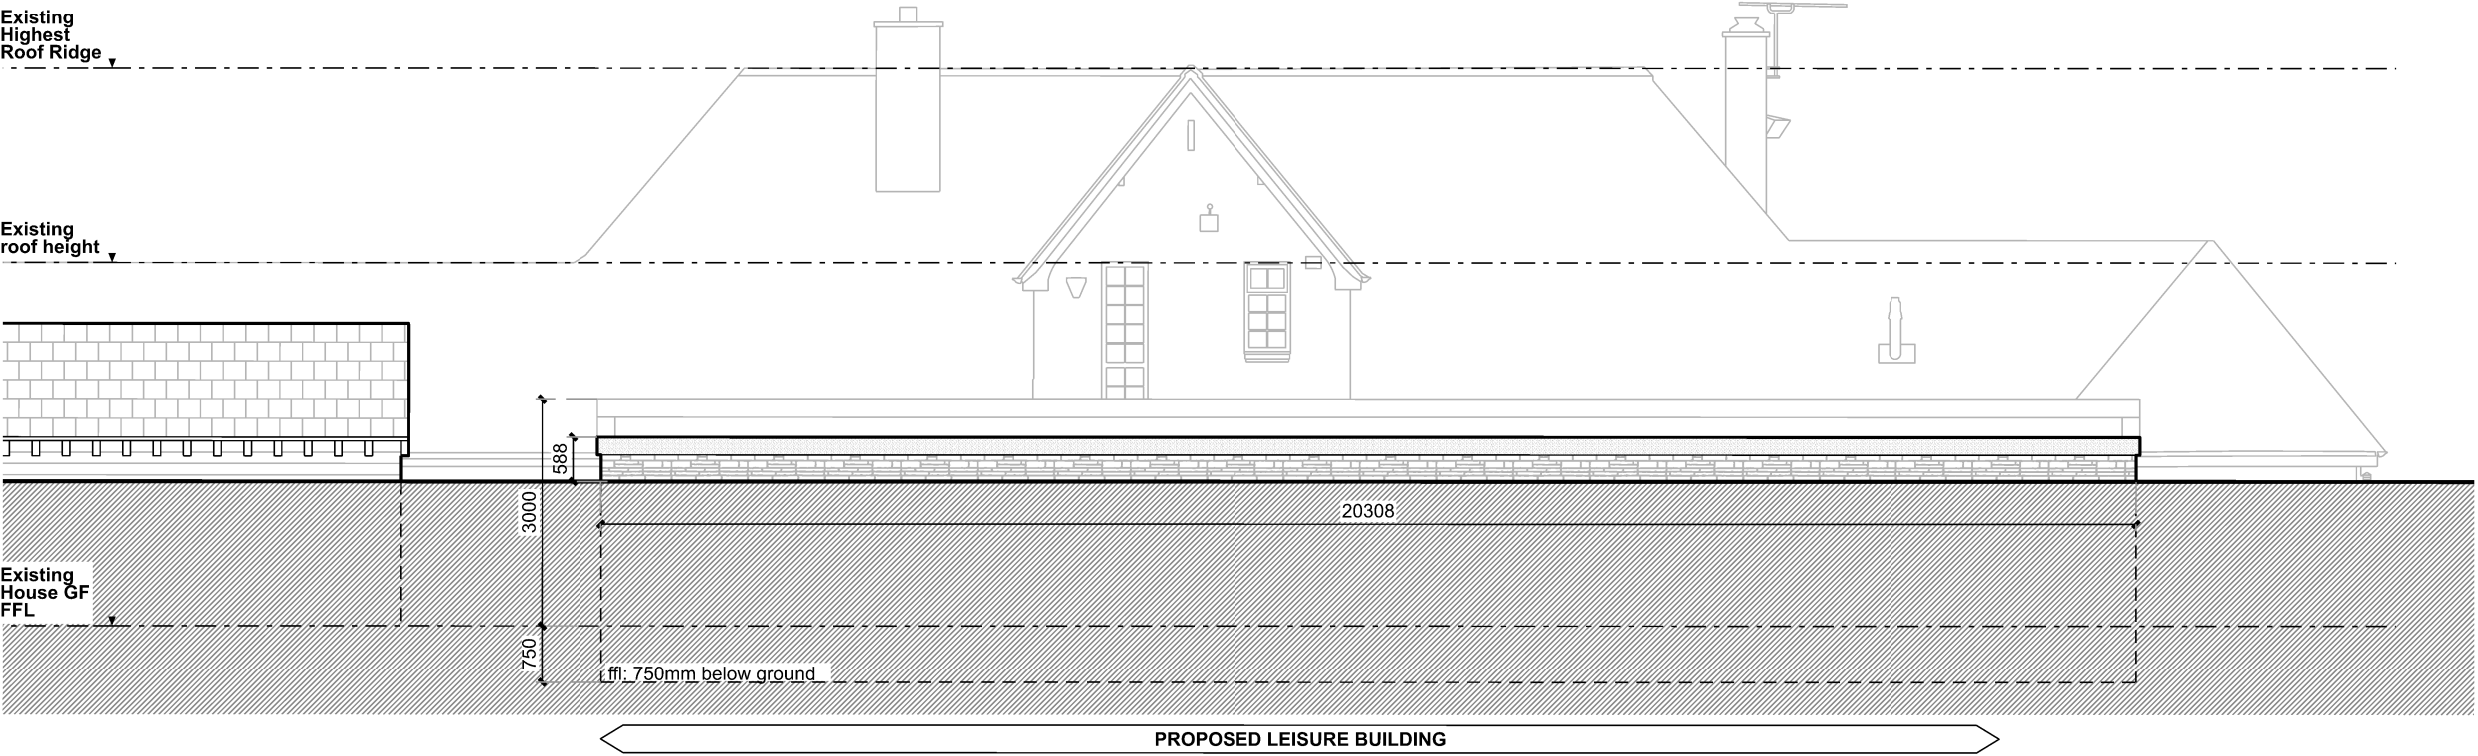 Existing
Highest
Roof Ridge
Existing
roof height
588
3000
20308
Existing
House GF
FFL
750
ffl: 750mm below ground
PROPOSED LEISURE BUILDING